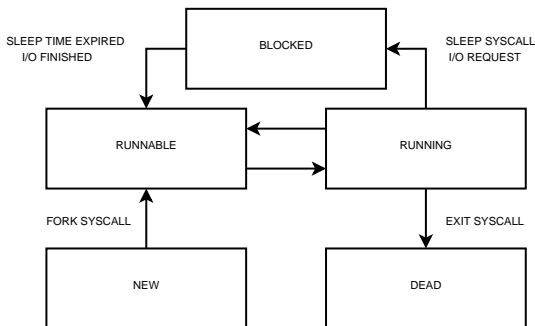 SLEEP TIME EXPIRED
I/O FINISHED
BLOCKED
SLEEP SYSCALL
I/O REQUEST
RUNNABLE
RUNNING
FORK SYSCALL
EXIT SYSCALL
NEW
DEAD